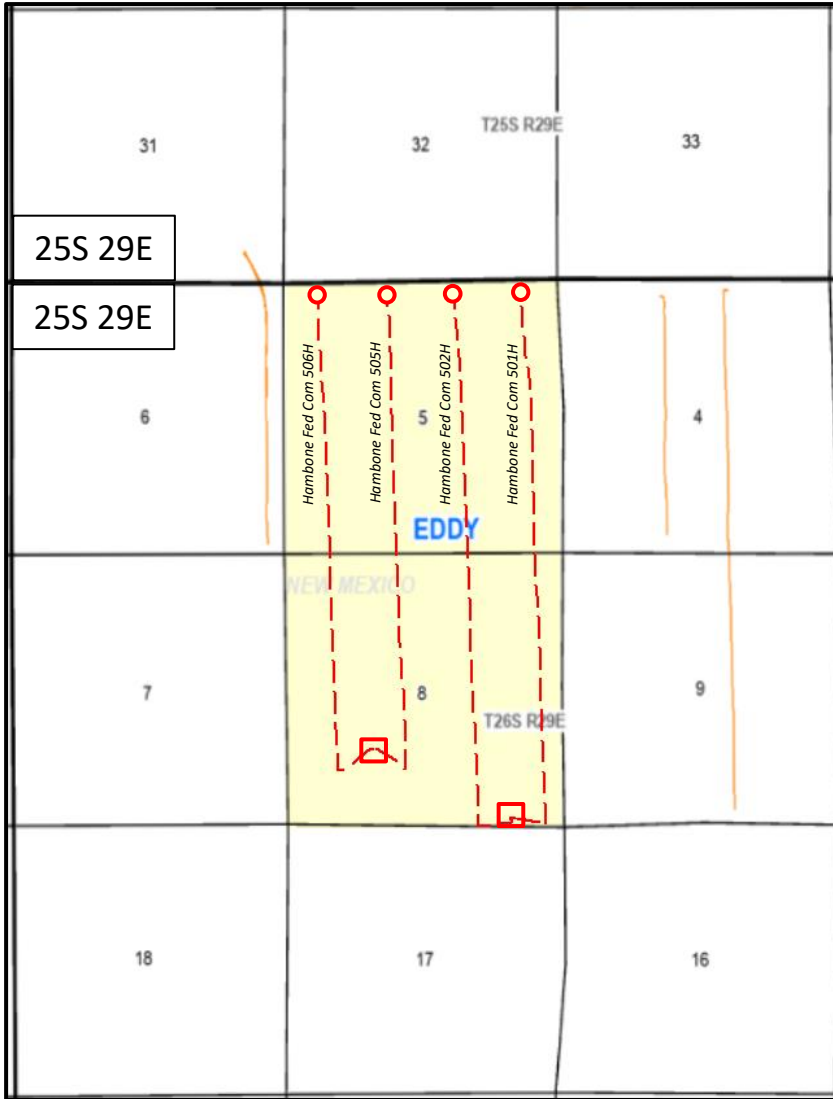 31
32
T25S R29E
33
25S 29E
25S 29E
Hambone Fed Com 506H
Hambone Fed Com 505H
Hambone Fed Com 502H
Hambone Fed Com 501H
6
5
4
EDDY
NEW MEXICO
7
8
9
T26S R29E
18
17
16